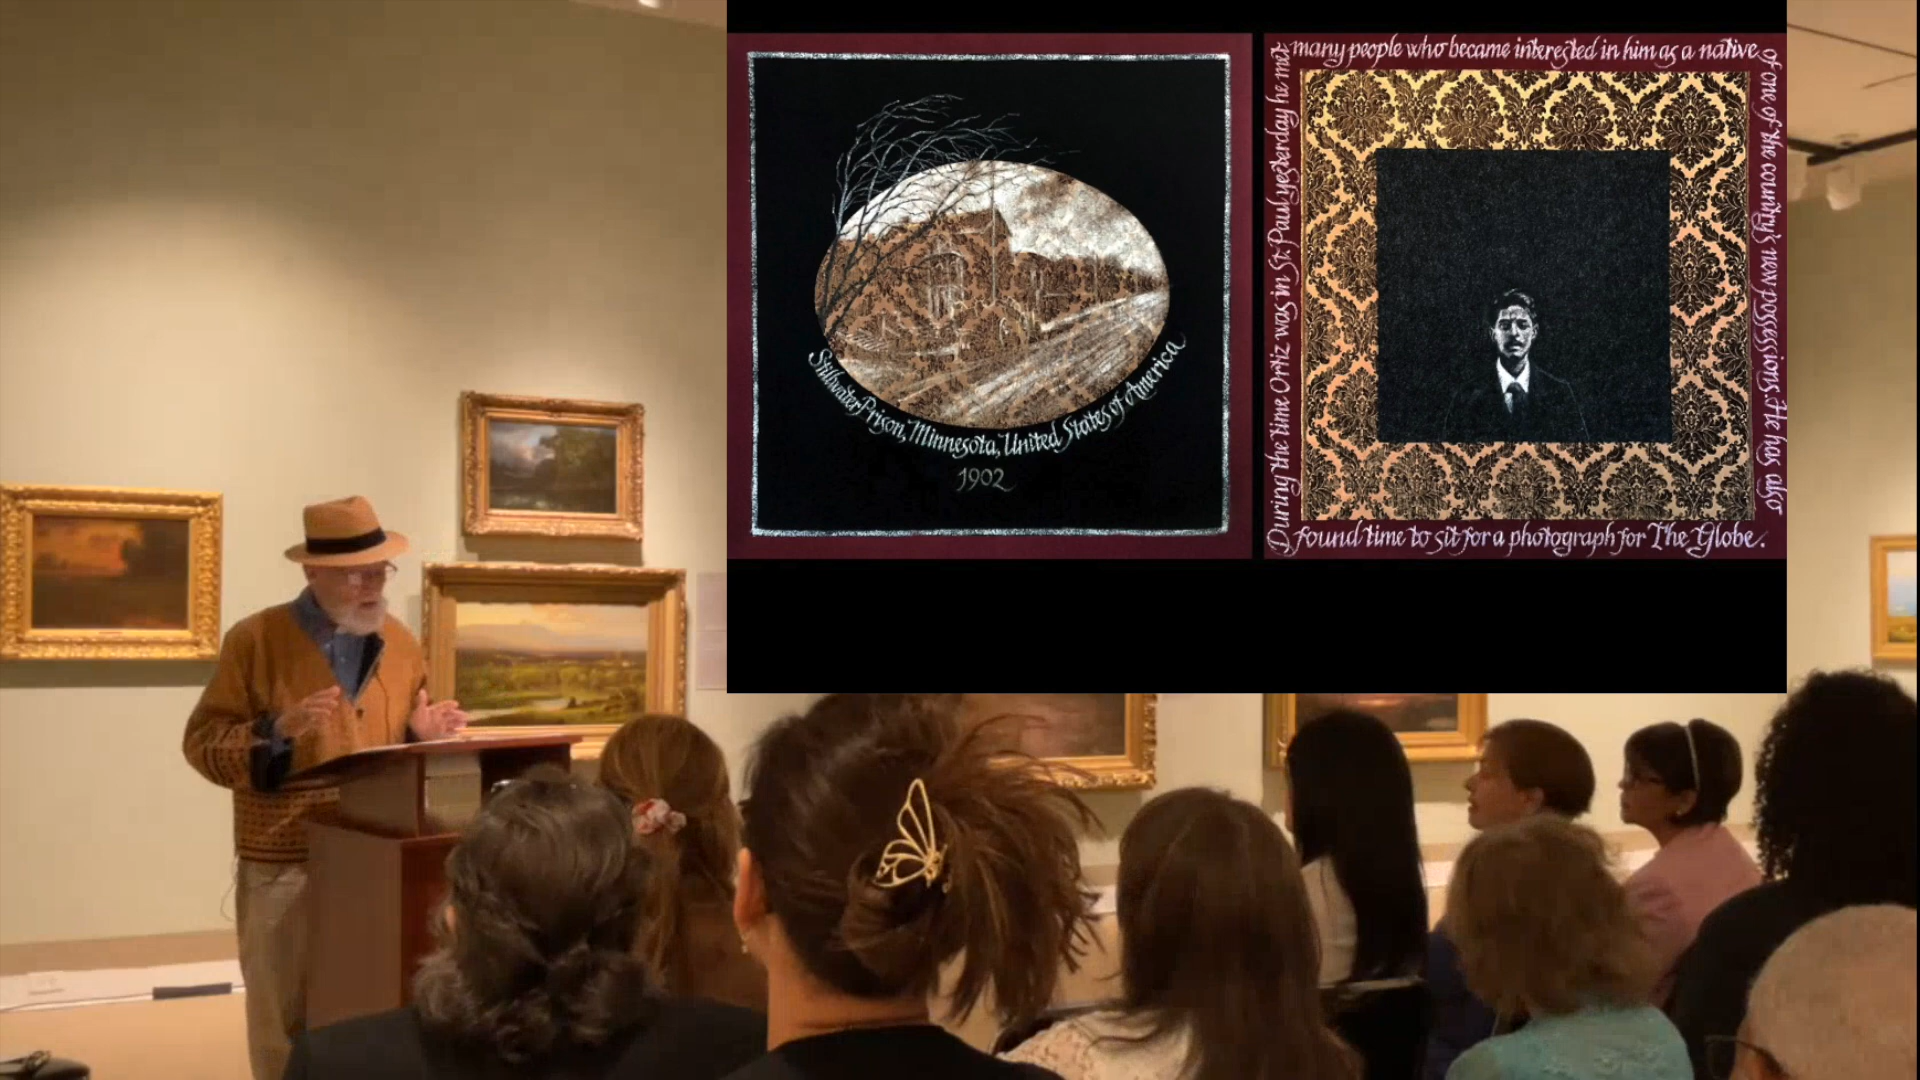 Stillwater Prison, Minnesota, United States of America
1902
During the time Ortiz was in St. Paul yesterday he met
many people who became interested in him as a native
of one of the country's new possessions. He has also
found time to sit for a photograph for The Globe.